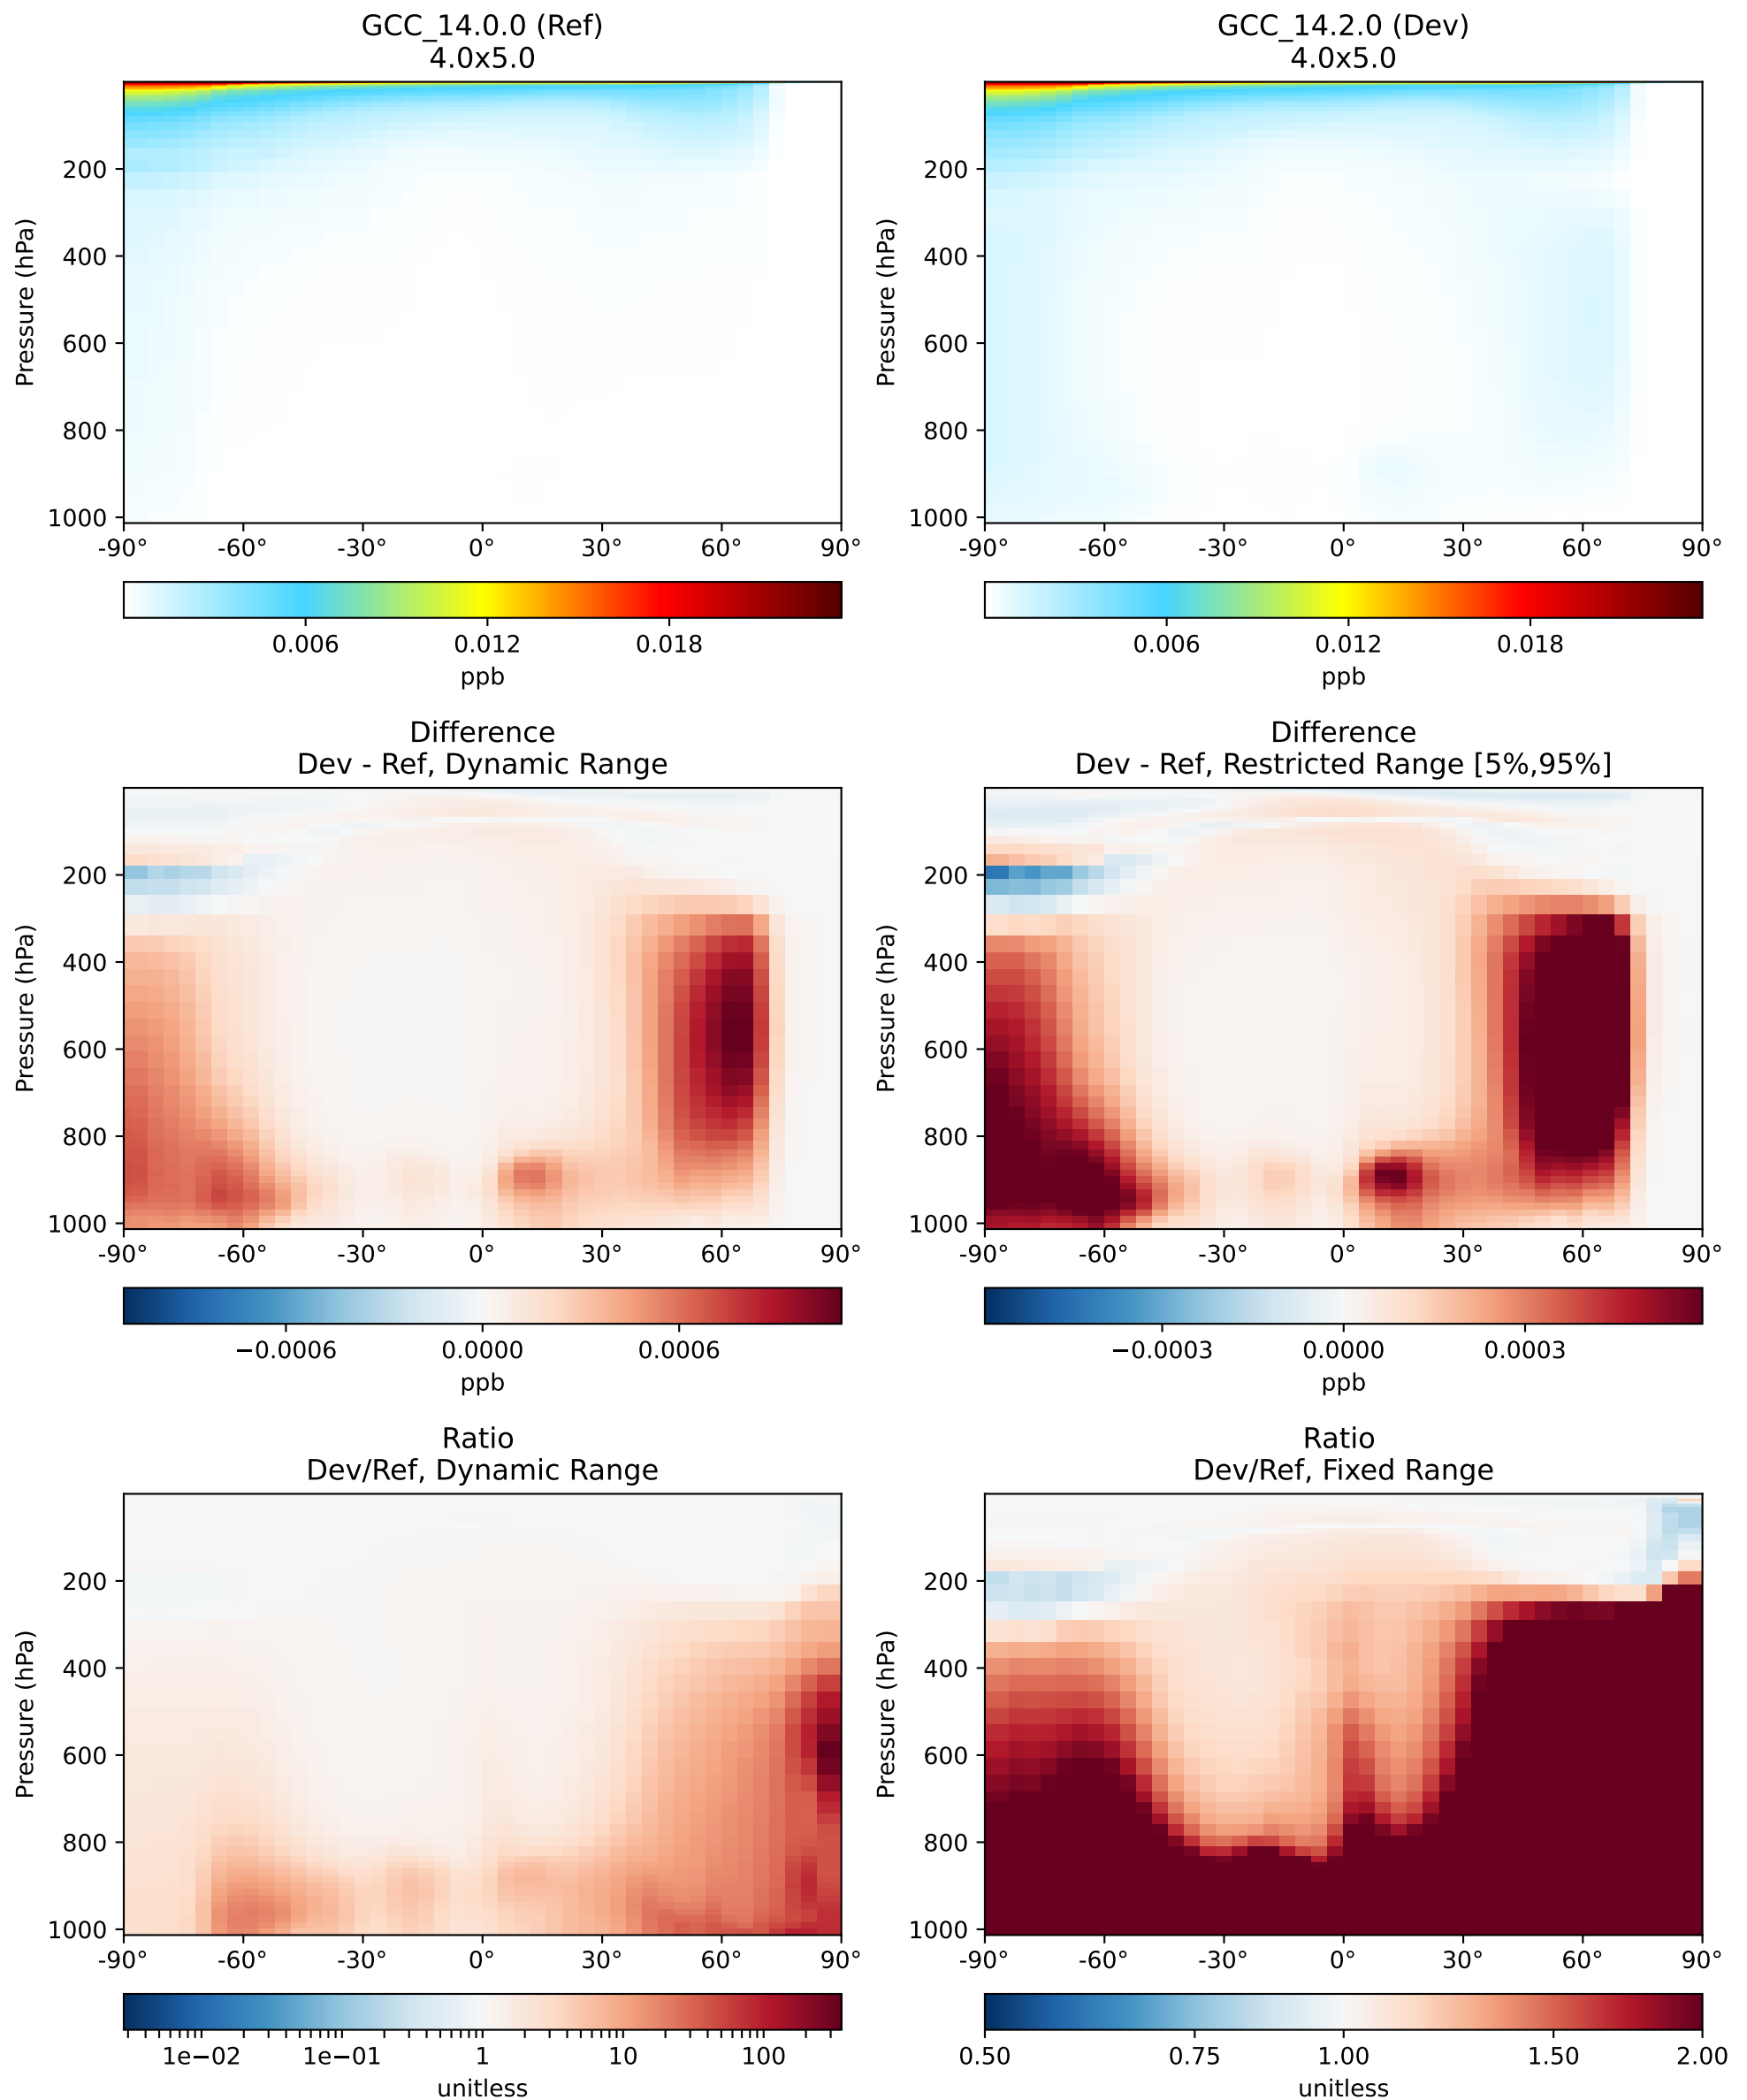 GCC_14.0.0 (Ref)
4.0x5.0
GCC_14.2.0 (Dev)
4.0x5.0
Pressure (hPa)
200
400
600
800
1000
-90° -60° -30° 0° 30° 60° 90°
Pressure (hPa)
200
400
600
800
1000
-90° -60° -30° 0° 30° 60° 90°
0.006 0.012 0.018
ppb
0.006 0.012 0.018
ppb
Difference
Dev - Ref, Dynamic Range
Difference
Dev - Ref, Restricted Range [5%,95%]
Pressure (hPa)
200
400
600
800
1000
-90° -60° -30° 0° 30° 60° 90°
Pressure (hPa)
200
400
600
800
1000
-90° -60° -30° 0° 30° 60° 90°
−0.0006 0.0000 0.0006
ppb
−0.0003 0.0000 0.0003
ppb
Ratio
Dev/Ref, Dynamic Range
Ratio
Dev/Ref, Fixed Range
Pressure (hPa)
200
400
600
800
1000
-90° -60° -30° 0° 30° 60° 90°
Pressure (hPa)
200
400
600
800
1000
-90° -60° -30° 0° 30° 60° 90°
1e−02 1e−01 1 10 100
unitless
0.50 0.75 1.00 1.50 2.00
unitless